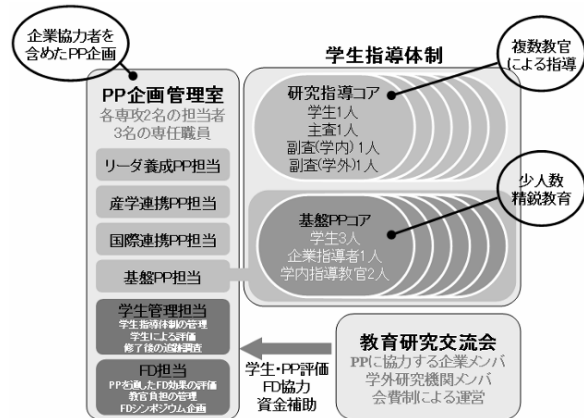 企業協力者を
含めたPP企画
学生指導体制
複数教官
による指導
PP企画管理室
各専攻2名の担当者
3名の専任職員
リーダ養成PP担当
産学連携PP担当
国際連携PP担当
基盤PP担当
学生管理担当
学生指導体制の管理
学生による評価
修了後の追跡調査
FD担当
PPを通したFD効果の評価
教官負担の管理
FDシンポジウム企画
研究指導コア
学生1人
主査1人
副査(学内)1人
副査(学外)1人
少人数
精鋭教育
基盤PPコア
学生3人
企業指導者1人
学内指導教官2人
学生・PP評価
FD協力
資金補助
教育研究交流会
PPに協力する企業メンバ
学外研究機関メンバ
会費制による運営